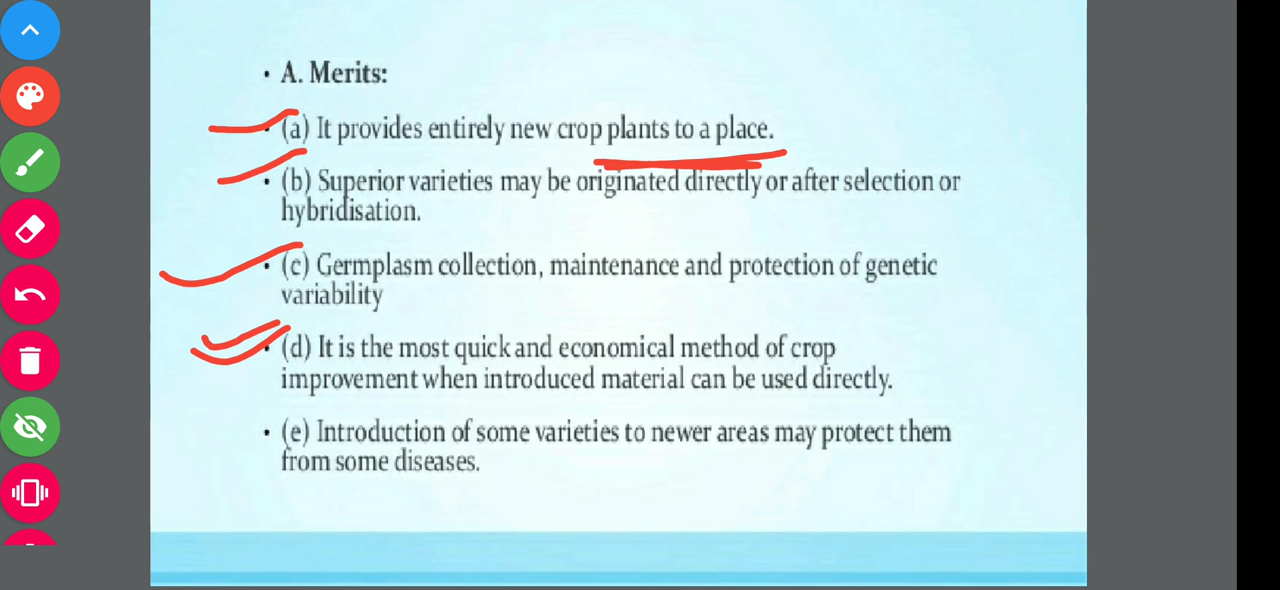 • A. Merits:
• (a) It provides entirely new crop plants to a place.
• (b) Superior varieties may be originated directly or after selection or
hybridisation.
• (c) Germplasm collection, maintenance and protection of genetic
variability
• (d) It is the most quick and economical method of crop
improvement when introduced material can be used directly.
• (e) Introduction of some varieties to newer areas may protect them
from some diseases.